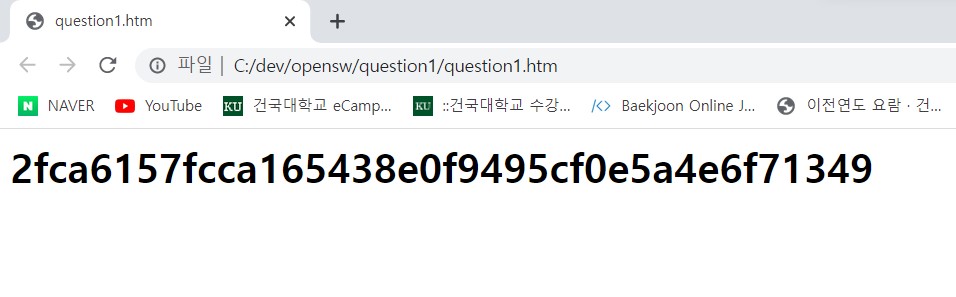 question1.htm
파일 | C:/dev/opensw/question1/question1.htm
N NAVER YouTube KU 건국대학교 eCamp... KU ::건국대학교 수강... /<> Baekjoon Online J... 이전연도 요람 · 건...
2fca6157fcca165438e0f9495cf0e5a4e6f71349